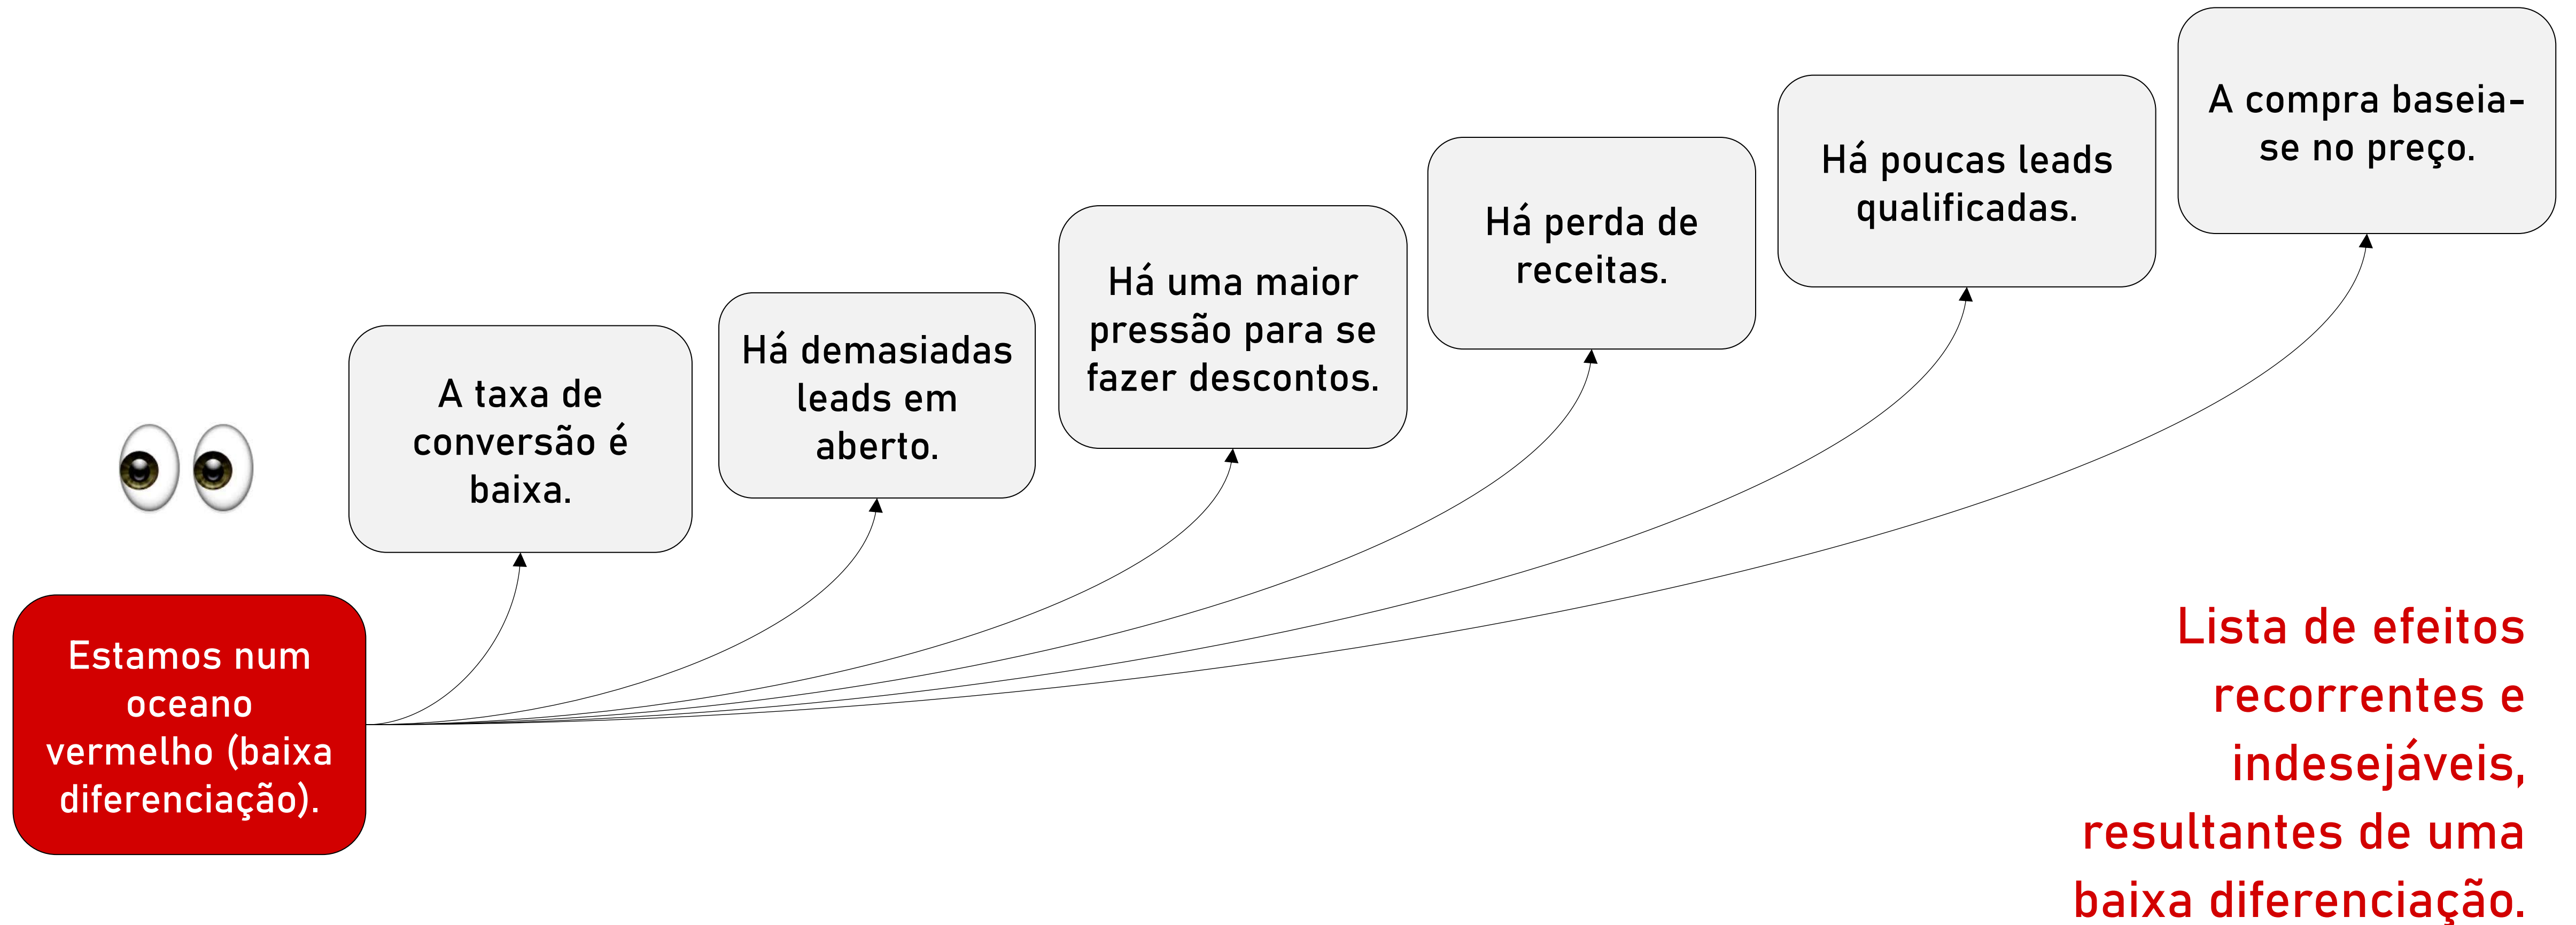 Estamos num
oceano
vermelho (baixa
diferenciação).
A taxa de
conversão é
baixa.
Há demasiadas
leads em
aberto.
Há uma maior
pressão para se
fazer descontos.
Há perda de
receitas.
Há poucas leads
qualificadas.
A compra baseia-
se no preço.
Lista de efeitos
recorrentes e
indesejáveis,
resultantes de uma
baixa diferenciação.